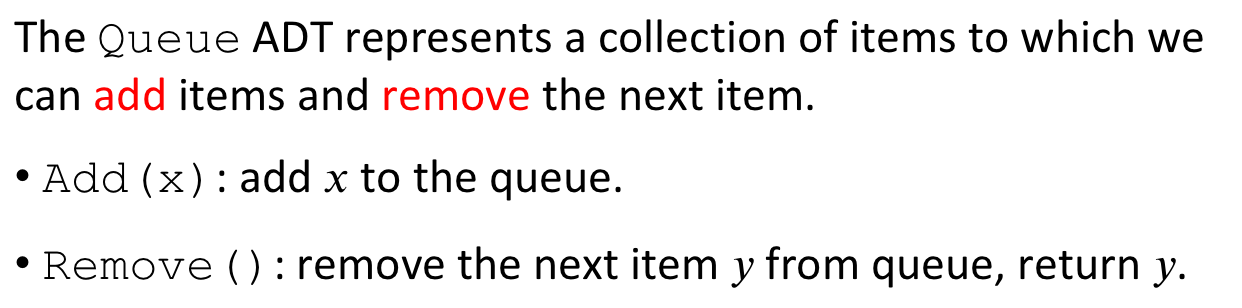 The Queue ADT represents a collection of items to which we
can add items and remove the next item.
• Add(x): add x to the queue.
• Remove(): remove the next item y from queue, return y.